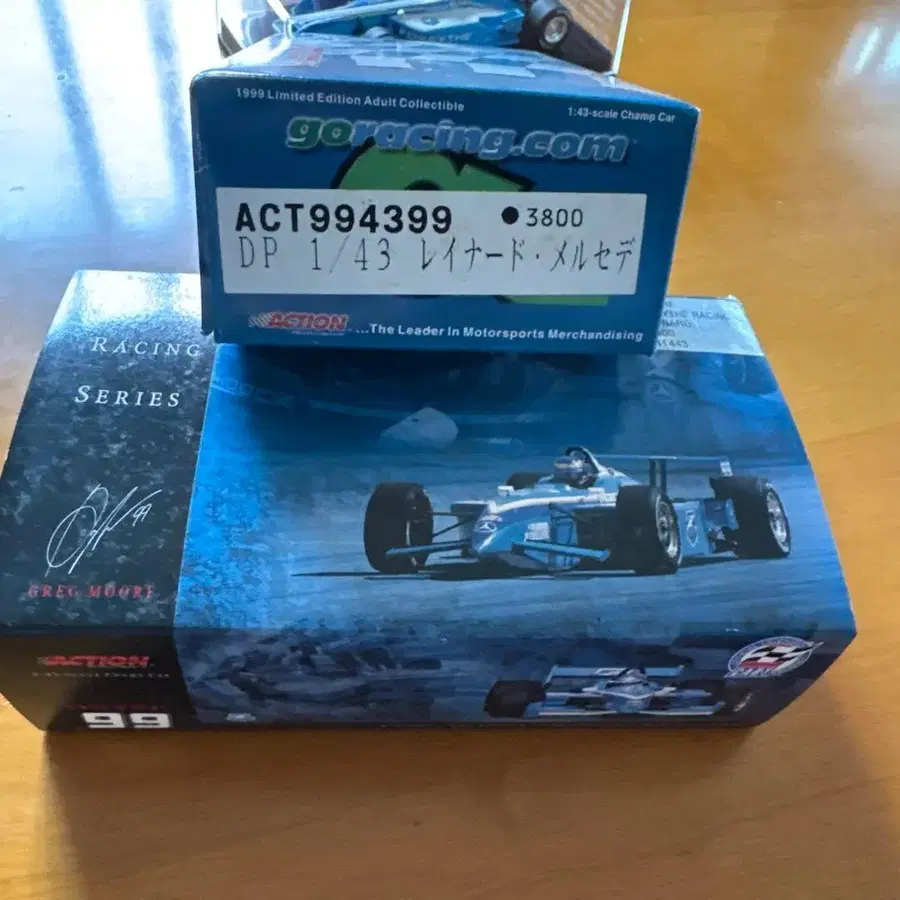 1999 Limited Edition Adult Collectible
1:43-scale Champ Car
goracing.com
ACT994399 ●3800
DP 1/43 レイナード・メルセデ
ACTION
...The Leader In Motorsports Merchandising
RACING
SERIES
99
GREG MOORE
ACTION
99